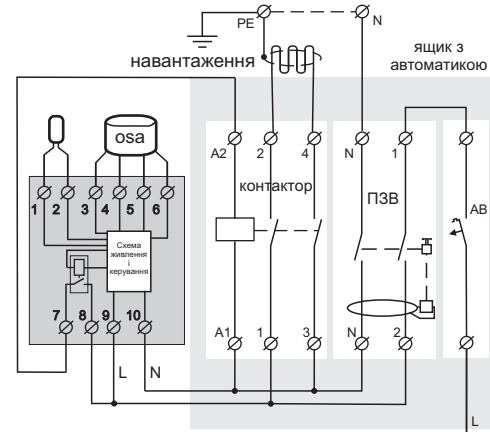 PE
N
навантаження
ящик з
автоматикою
osa
A2
2
4
N
1
контактор
ПЗВ
АВ
1
2
3
4
5
6
Схема
живлення
і
керування
7
8
9
10
A1
1
3
N
2
L
N
L